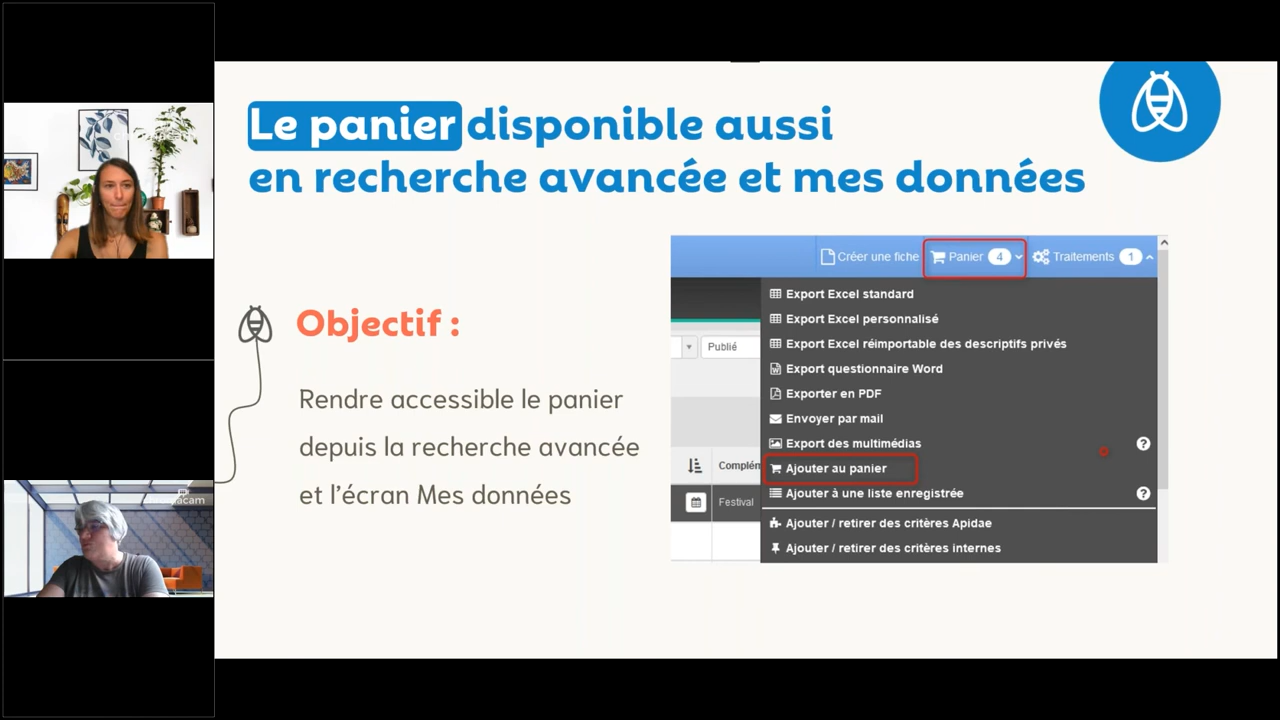 Le panier disponible aussi
en recherche avancée et mes données
Objectif :
Rendre accessible le panier
depuis la recherche avancée
et l'écran Mes données
Créer une fiche Panier 4 Traitements 1
Export Excel standard
Export Excel personnalisé
Export Excel réimportable des descriptifs privés
Publié
Export questionnaire Word
Exporter en PDF
Envoyer par mail
Export des multimédias ?
Complén
Ajouter au panier
Ajouter à une liste enregistrée ?
Festival
Ajouter / retirer des critères Apidae
Ajouter / retirer des critères internes